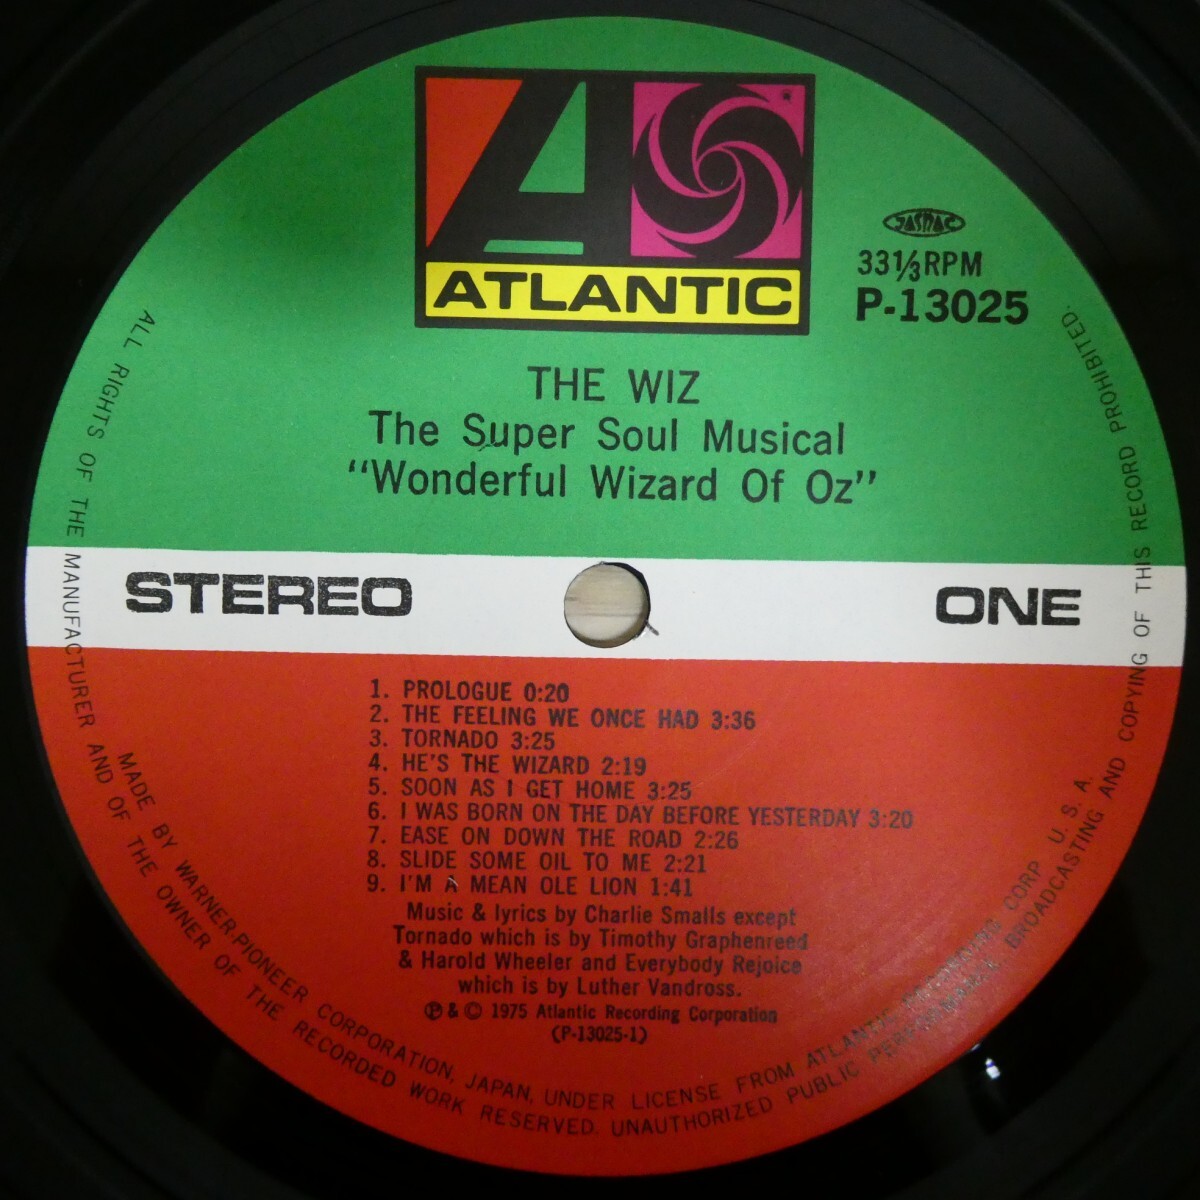 A
ATLANTIC
JASRAC
33⅓RPM
P-13025
THE WIZ
The Super Soul Musical
"Wonderful Wizard Of Oz"
STEREO
ONE
1. PROLOGUE 0:20
2. THE FEELING WE ONCE HAD 3:36
3. TORNADO 3:25
4. HE'S THE WIZARD 2:19
5. SOON AS I GET HOME 3:25
6. I WAS BORN ON THE DAY BEFORE YESTERDAY 3:20
7. EASE ON DOWN THE ROAD 2:26
8. SLIDE SOME OIL TO ME 2:21
9. I'M A MEAN OLE LION 1:41
Music & lyrics by Charlie Smalls except
Tornado which is by Timothy Graphenreed
& Harold Wheeler and Everybody Rejoice
which is by Luther Vandross.
Ⓟ & © 1975 Atlantic Recording Corporation
(P-13025-1)
MADE BY WARNER-PIONEER CORPORATION, JAPAN, UNDER LICENSE FROM ATLANTIC RECORDING CORP U. S. A.
ALL RIGHTS OF THE MANUFACTURER AND OF THE OWNER OF THE RECORDED WORK RESERVED. UNAUTHORIZED PUBLIC PERFORMANCE, BROADCASTING AND COPYING OF THIS RECORD PROHIBITED.